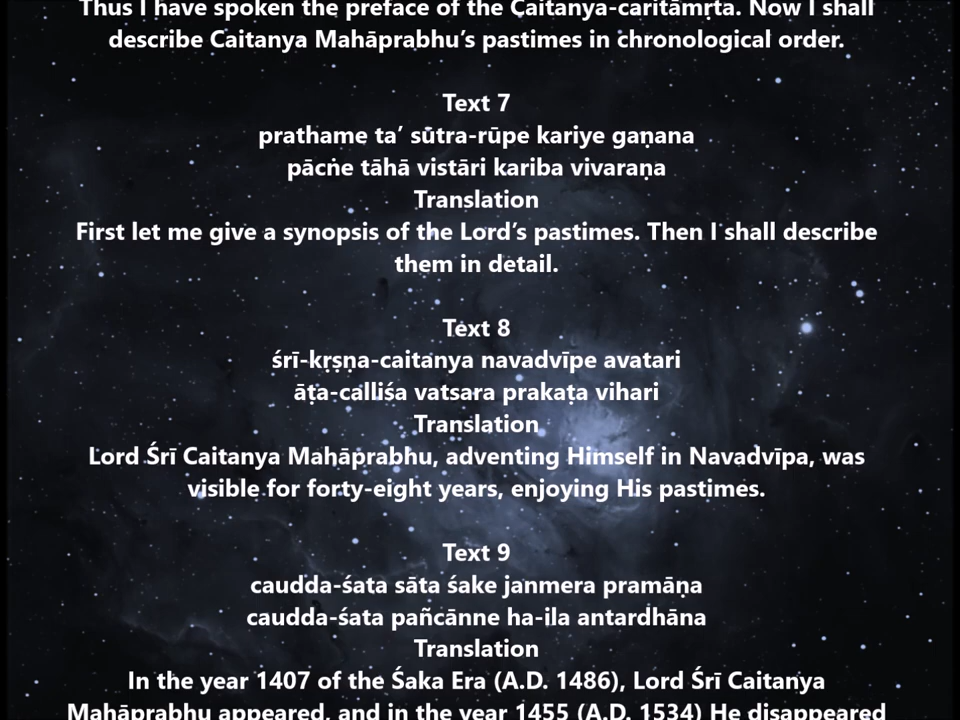 Thus I have spoken the preface of the Caitanya-caritāmṛta. Now I shall
describe Caitanya Mahāprabhu’s pastimes in chronological order.
Text 7
prathame ta’ sūtra-rūpe kariye gaṇana
pāċhe tāhā vistāri kariba vivaraṇa
Translation
First let me give a synopsis of the Lord’s pastimes. Then I shall describe
them in detail.
Text 8
śrī-kṛṣṇa-caitanya navadvīpe avatari
āṭa-calliśa vatsara prakaṭa vihari
Translation
Lord Śrī Caitanya Mahāprabhu, adventing Himself in Navadvīpa, was
visible for forty-eight years, enjoying His pastimes.
Text 9
caudda-śata sāta śake janmera pramāṇa
caudda-śata pañcānne ha-ila antardhāna
Translation
In the year 1407 of the Śaka Era (A.D. 1486), Lord Śrī Caitanya
Mahāprabhu appeared, and in the year 1455 (A.D. 1534) He disappeared